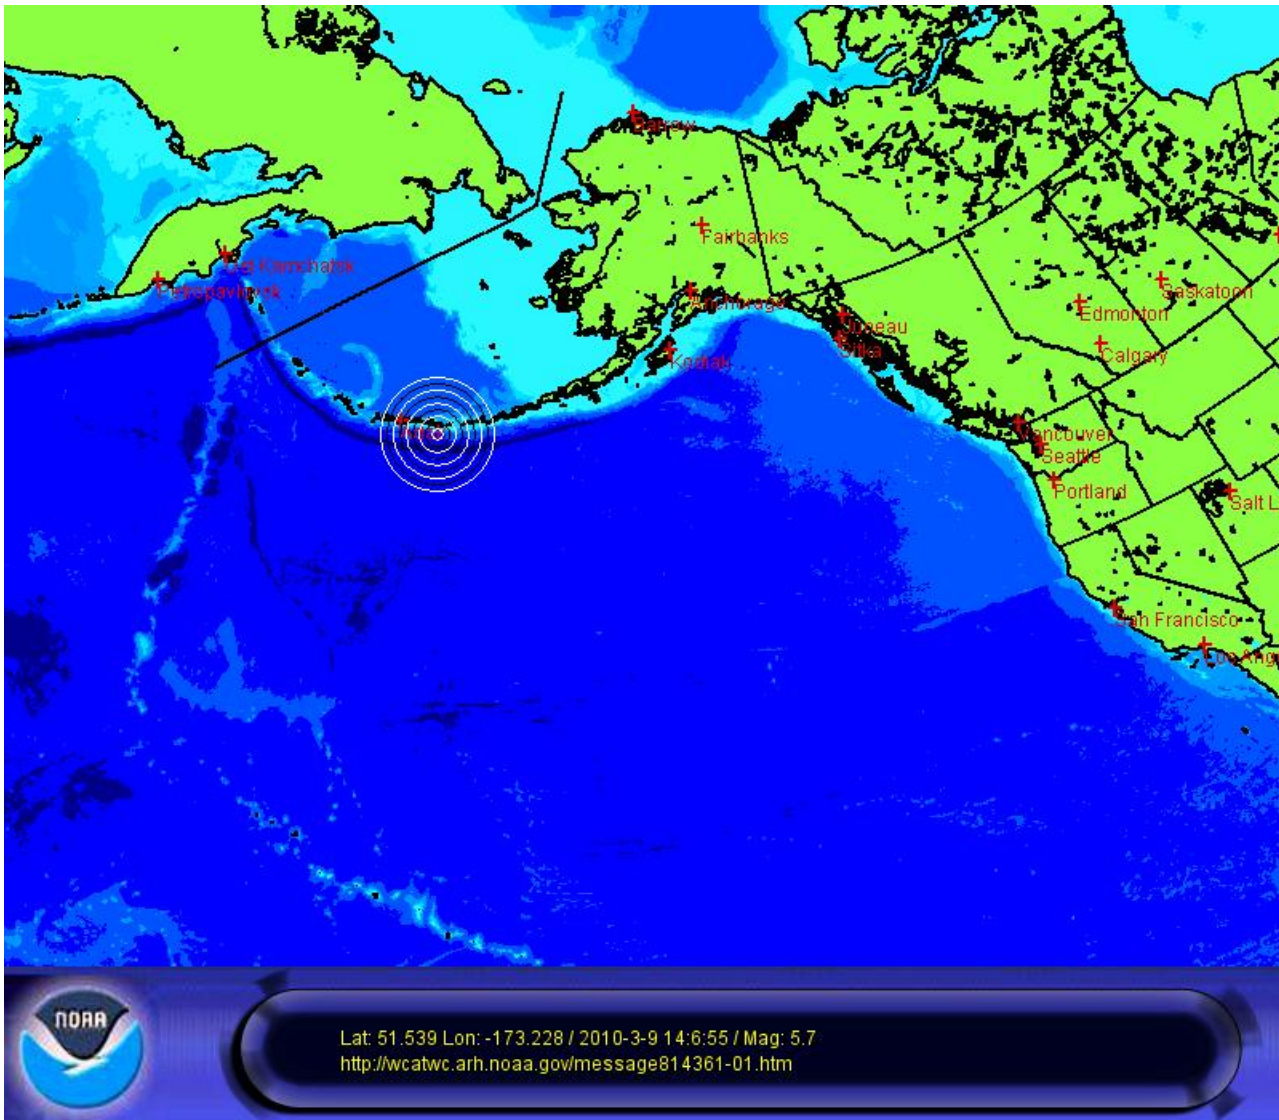 Barrow
Fairbanks
Ust Kamchatsk
Petropavlovsk
Anchorage
Juneau
Sitka
Kodiak
Saskatoon
Edmonton
Calgary
Vancouver
Seattle
Portland
Salt L
San Francisco
Los Ang
NOAA
Lat: 51.539 Lon: -173.228 / 2010-3-9 14:6:55 / Mag: 5.7
http://wcatwc.arh.noaa.gov/message814361-01.htm